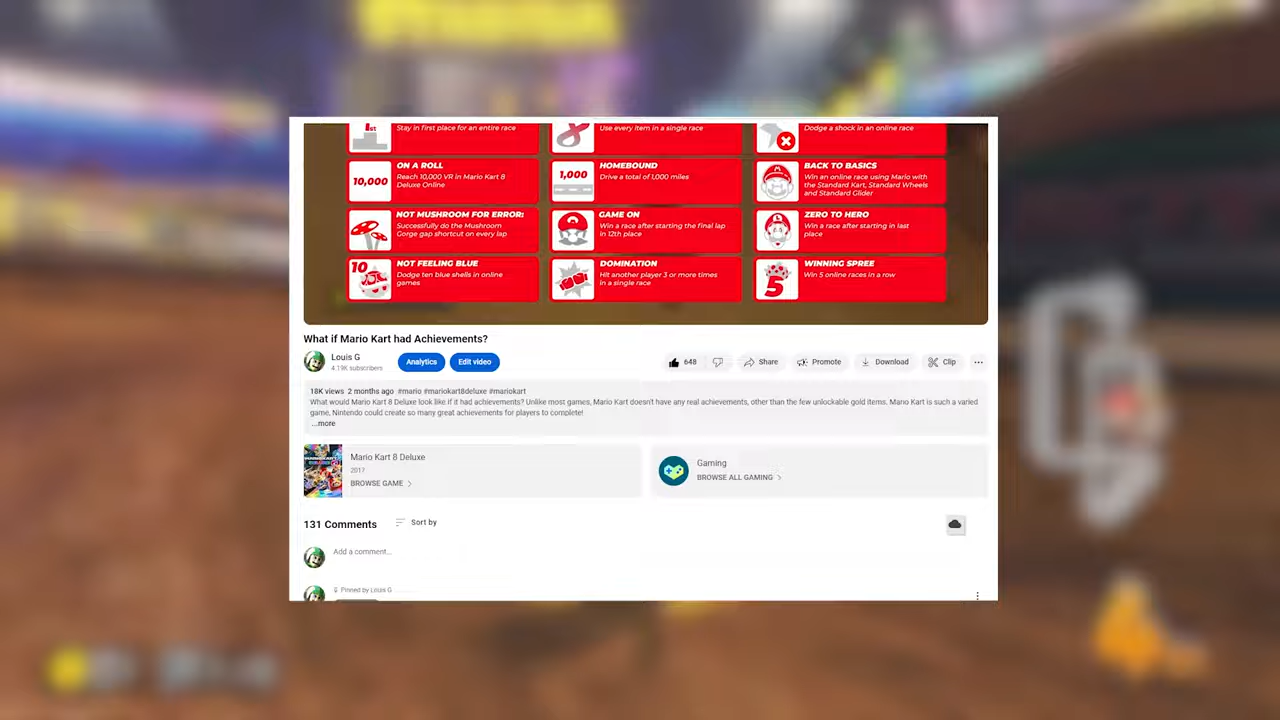 1st
Stay in first place for an entire race
Use every item in a single race
Dodge a shock in an online race
10,000
ON A ROLL
Reach 10,000 VR in Mario Kart 8
Deluxe Online
1,000
HOMEBOUND
Drive a total of 1,000 miles
BACK TO BASICS
Win an online race using Mario with
the Standard Kart, Standard Wheels
and Standard Glider
NOT MUSHROOM FOR ERROR:
Successfully do the Mushroom
Gorge gap shortcut on every lap
GAME ON
Win a race after starting the final lap
in 12th place
ZERO TO HERO
Win a race after starting in last
place
10
NOT FEELING BLUE
Dodge ten blue shells in online
games
DOMINATION
Hit another player 3 or more times
in a single race
5
WINNING SPREE
Win 5 online races in a row
What if Mario Kart had Achievements?
Louis G
4.19K subscribers
Analytics
Edit video
648
Share
Promote
Download
Clip
18K views 2 months ago #mario #mariokart8deluxe #mariokart
What would Mario Kart 8 Deluxe look like if it had achievements? Unlike most games, Mario Kart doesn't have any real achievements, other than the few unlockable gold items. Mario Kart is such a varied
game, Nintendo could create so many great achievements for players to complete!
...more
Mario Kart 8 Deluxe
2017
BROWSE GAME
Gaming
BROWSE ALL GAMING
131 Comments
Sort by
Add a comment...
Pinned by Louis G